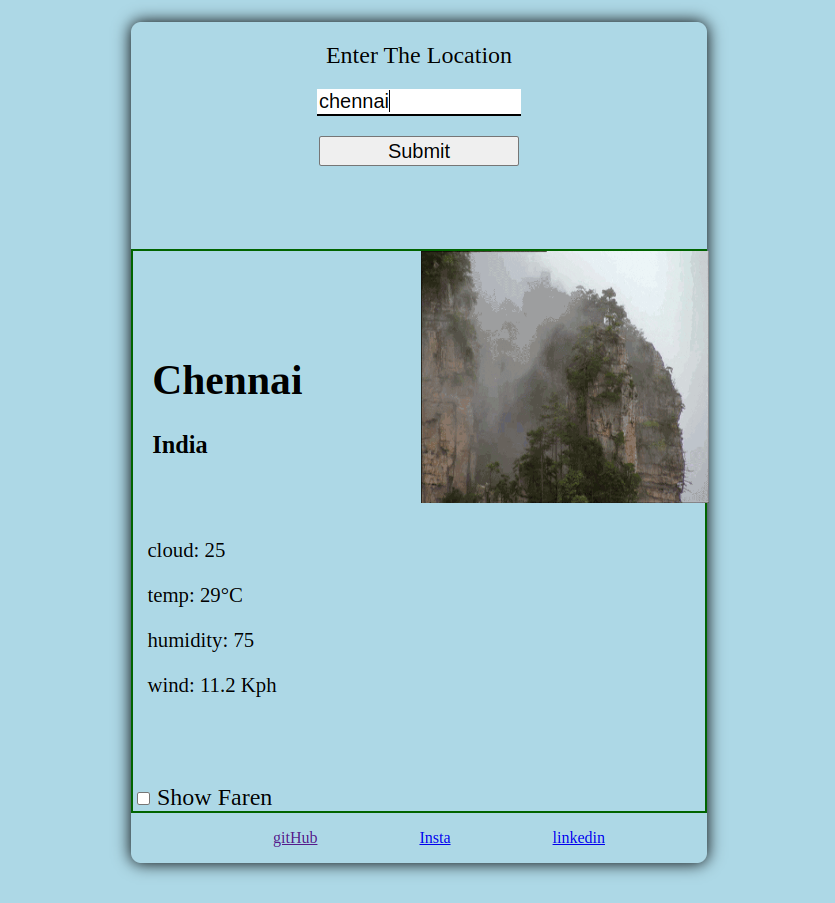 Enter The Location
chennai
Submit
Chennai
India
cloud: 25
temp: 29°C
humidity: 75
wind: 11.2 Kph
Show Faren
gitHub Insta linkedin